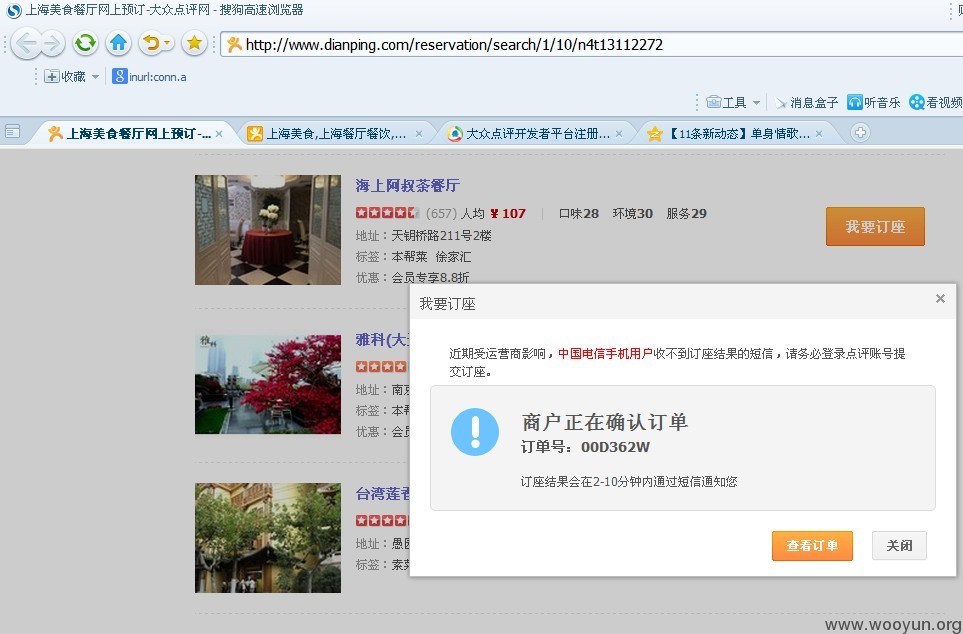 上海美食餐厅网上预订-大众点评网 - 搜狗高速浏览器
http://www.dianping.com/reservation/search/1/10/n4t13112272
收藏 inurl:conn.a
工具 消息盒子 听音乐 看视频
上海美食餐厅网上预订-... × 上海美食,上海餐厅餐饮,... × 大众点评开发者平台注册... × 【11条新动态】单身情歌... ×
海上阿叔茶餐厅
(657) 人均 ¥ 107 口味28 环境30 服务29
我要订座
地址：天钥桥路211号2楼
标签：本帮菜 徐家汇
优惠：会员专享8.8折
雅科(大
地址：南京
标签：本帮
优惠：会员
台湾莲香
地址：愚园
标签：素菜
我要订座 ×
近期受运营商影响，中国电信手机用户收不到订座结果的短信，请务必登录点评账号提
交订座。
商户正在确认订单
订单号：00D362W
订座结果会在2-10分钟内通过短信通知您
查看订单 关闭
www.wooyun.org